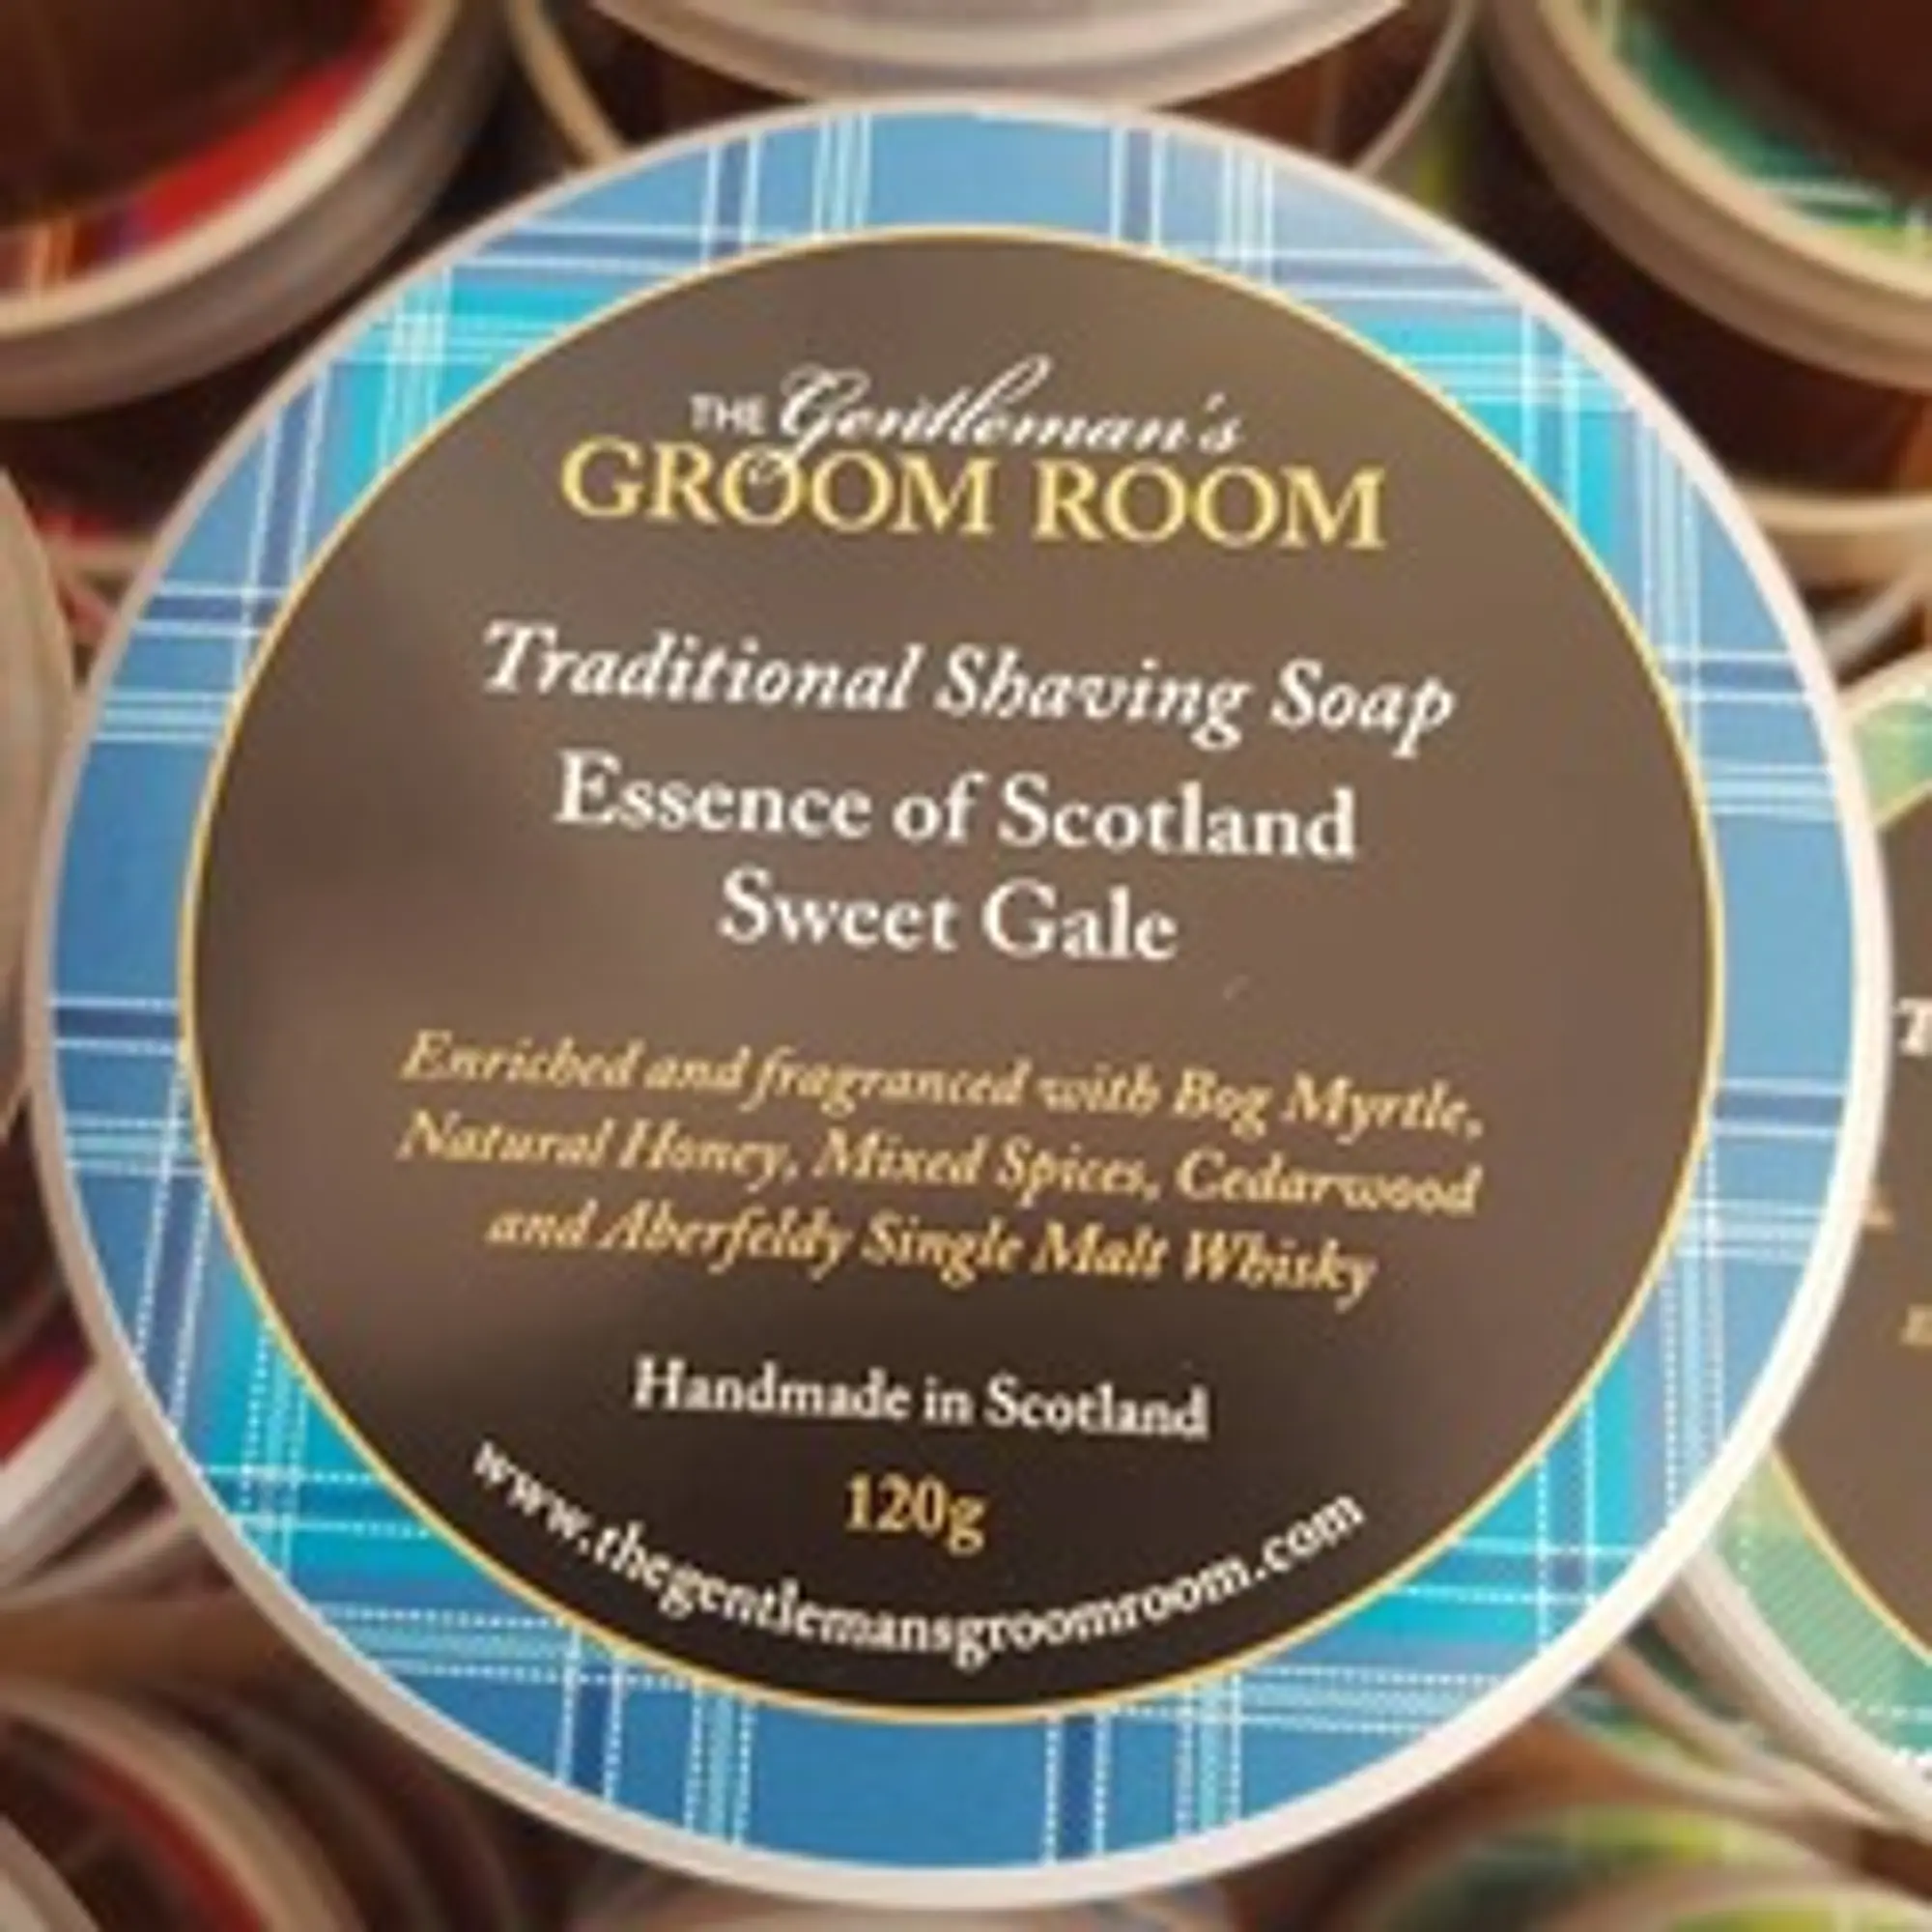 THE Gentleman's
GROOM ROOM
Traditional Shaving Soap
Essence of Scotland
Sweet Gale
Enriched and fragranced with Bog Myrtle,
Natural Honey, Mixed Spices, Cedarwood
and Aberfeldy Single Malt Whisky
Handmade in Scotland
120g
www.thegentlemansgroomroom.com